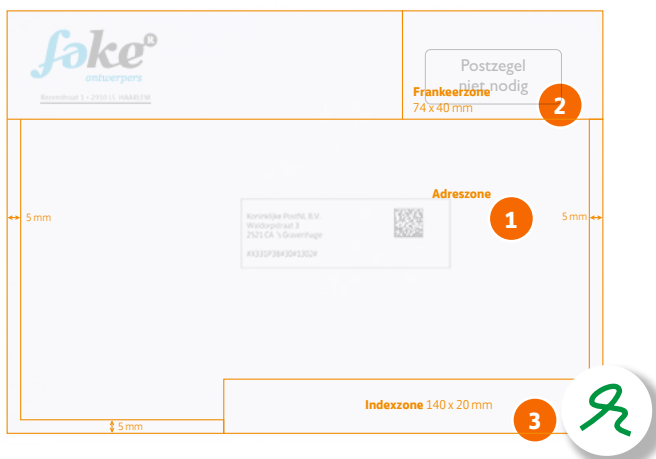 føke®
ontwerpers
Postzegel
niet nodig
Frankeerzone
74 x 40 mm
2
Adreszone
1
5 mm
5 mm
Koninklijke PostNL B.V.
Waldorpstraat 3
2521 CA 's Gravenhage
Indexzone 140 x 20 mm
3
5 mm